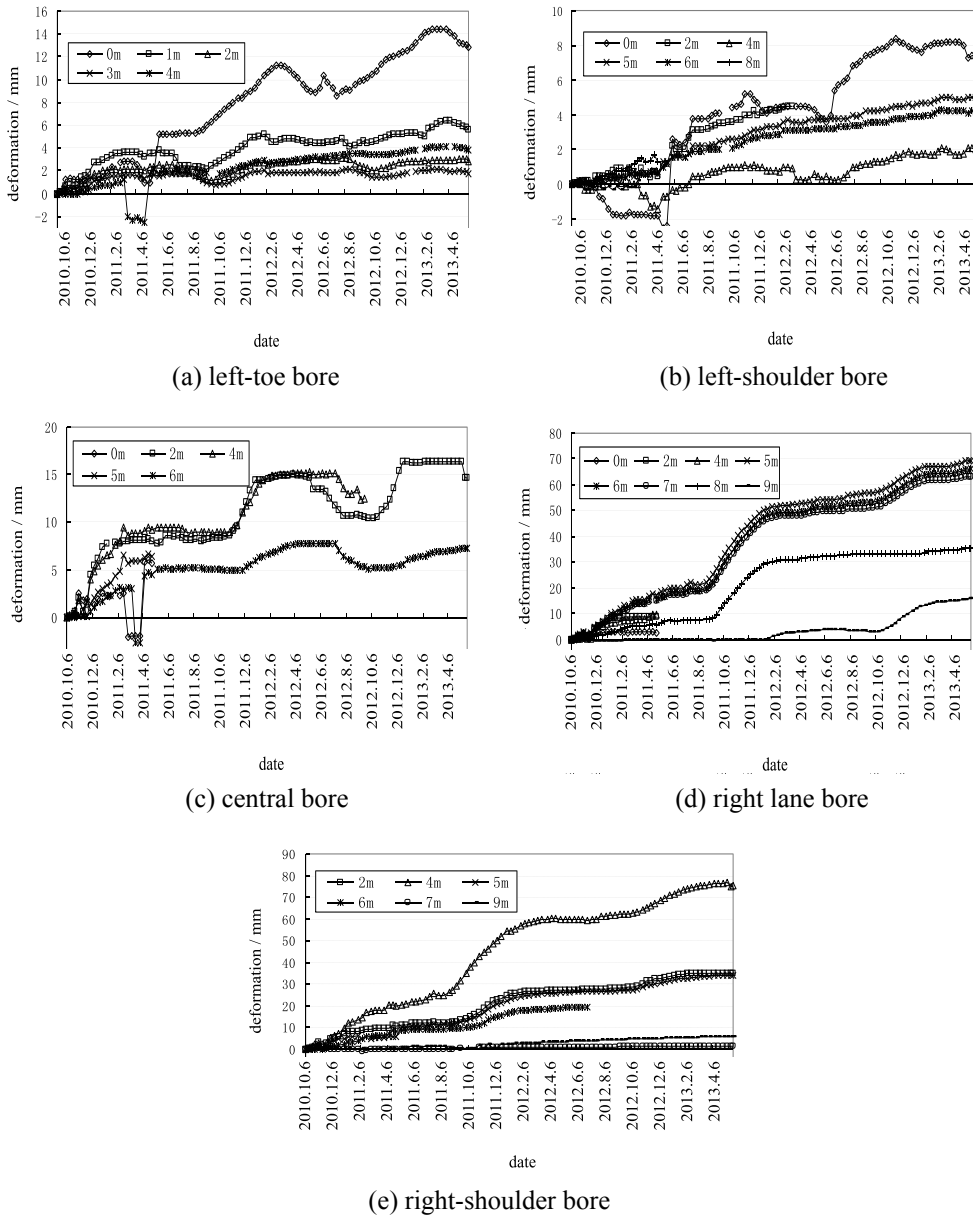 16
14
12
10
8
6
4
2
0
-2
deformation / mm
0m 1m 2m
3m 4m
2010.10.6 2010.12.6 2011.2.6 2011.4.6 2011.6.6 2011.8.6 2011.10.6 2011.12.6 2012.2.6 2012.4.6 2012.6.6 2012.8.6 2012.10.6 2012.12.6 2013.2.6 2013.4.6
date
(a) left-toe bore
10
8
6
4
2
0
-2
deformation / mm
0m 2m 4m
5m 6m 8m
2010.10.6 2010.12.6 2011.2.6 2011.4.6 2011.6.6 2011.8.6 2011.10.6 2011.12.6 2012.2.6 2012.4.6 2012.6.6 2012.8.6 2012.10.6 2012.12.6 2013.2.6 2013.4.6
date
(b) left-shoulder bore
20
15
10
5
0
deformation / mm
0m 2m 4m
5m 6m
2010.10.6 2010.12.6 2011.2.6 2011.4.6 2011.6.6 2011.8.6 2011.10.6 2011.12.6 2012.2.6 2012.4.6 2012.6.6 2012.8.6 2012.10.6 2012.12.6 2013.2.6 2013.4.6
date
(c) central bore
80
70
60
50
40
30
20
10
0
deformation / mm
0m 2m 4m 5m
6m 7m 8m 9m
2010.10.6 2010.12.6 2011.2.6 2011.4.6 2011.6.6 2011.8.6 2011.10.6 2011.12.6 2012.2.6 2012.4.6 2012.6.6 2012.8.6 2012.10.6 2012.12.6 2013.2.6 2013.4.6
date
(d) right lane bore
90
80
70
60
50
40
30
20
10
0
deformation / mm
2m 4m 5m
6m 7m 9m
2010.10.6 2010.12.6 2011.2.6 2011.4.6 2011.6.6 2011.8.6 2011.10.6 2011.12.6 2012.2.6 2012.4.6 2012.6.6 2012.8.6 2012.10.6 2012.12.6 2013.2.6 2013.4.6
date
(e) right-shoulder bore